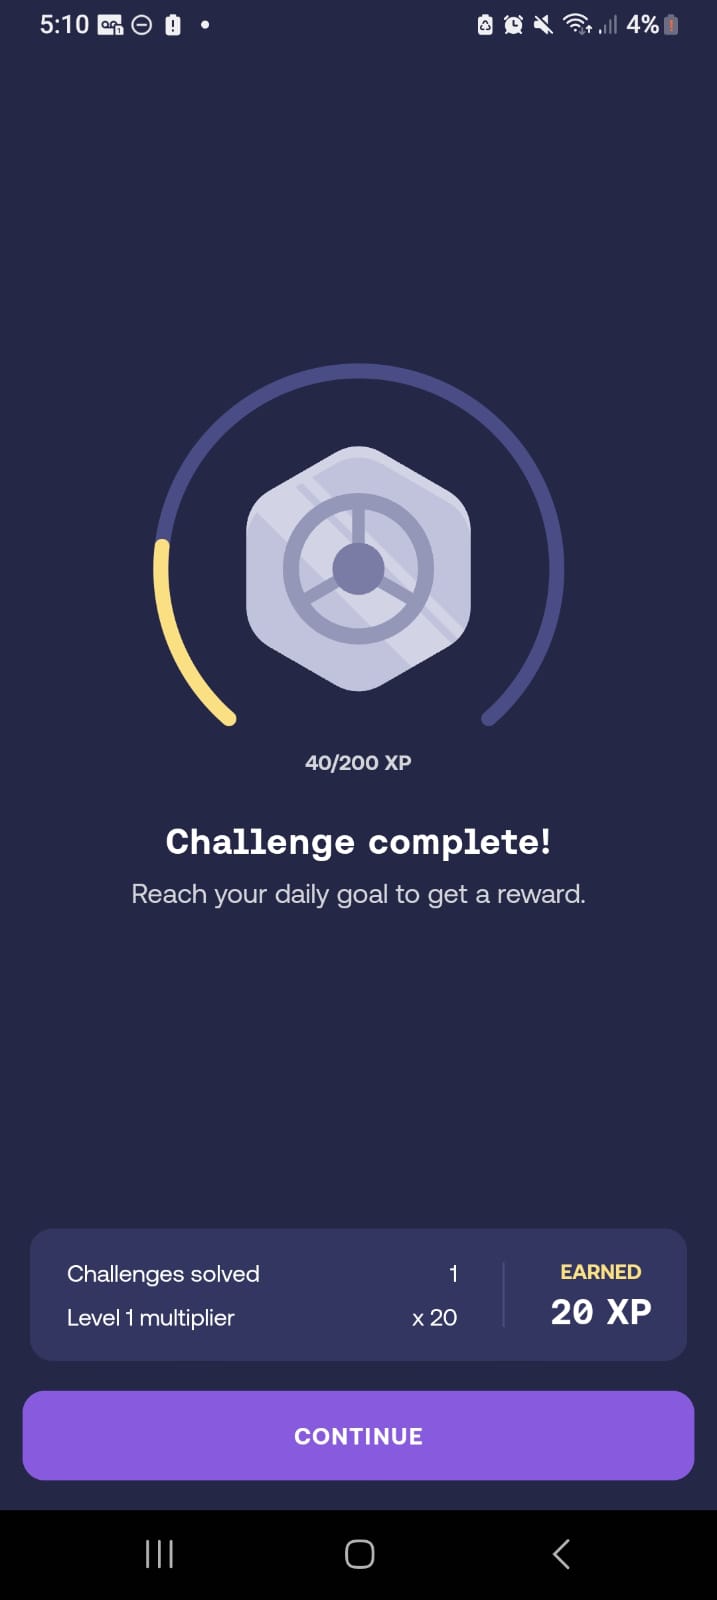 5:10
4%
40/200 XP
Challenge complete!
Reach your daily goal to get a reward.
Challenges solved 1
Level 1 multiplier x 20
EARNED
20 XP
CONTINUE